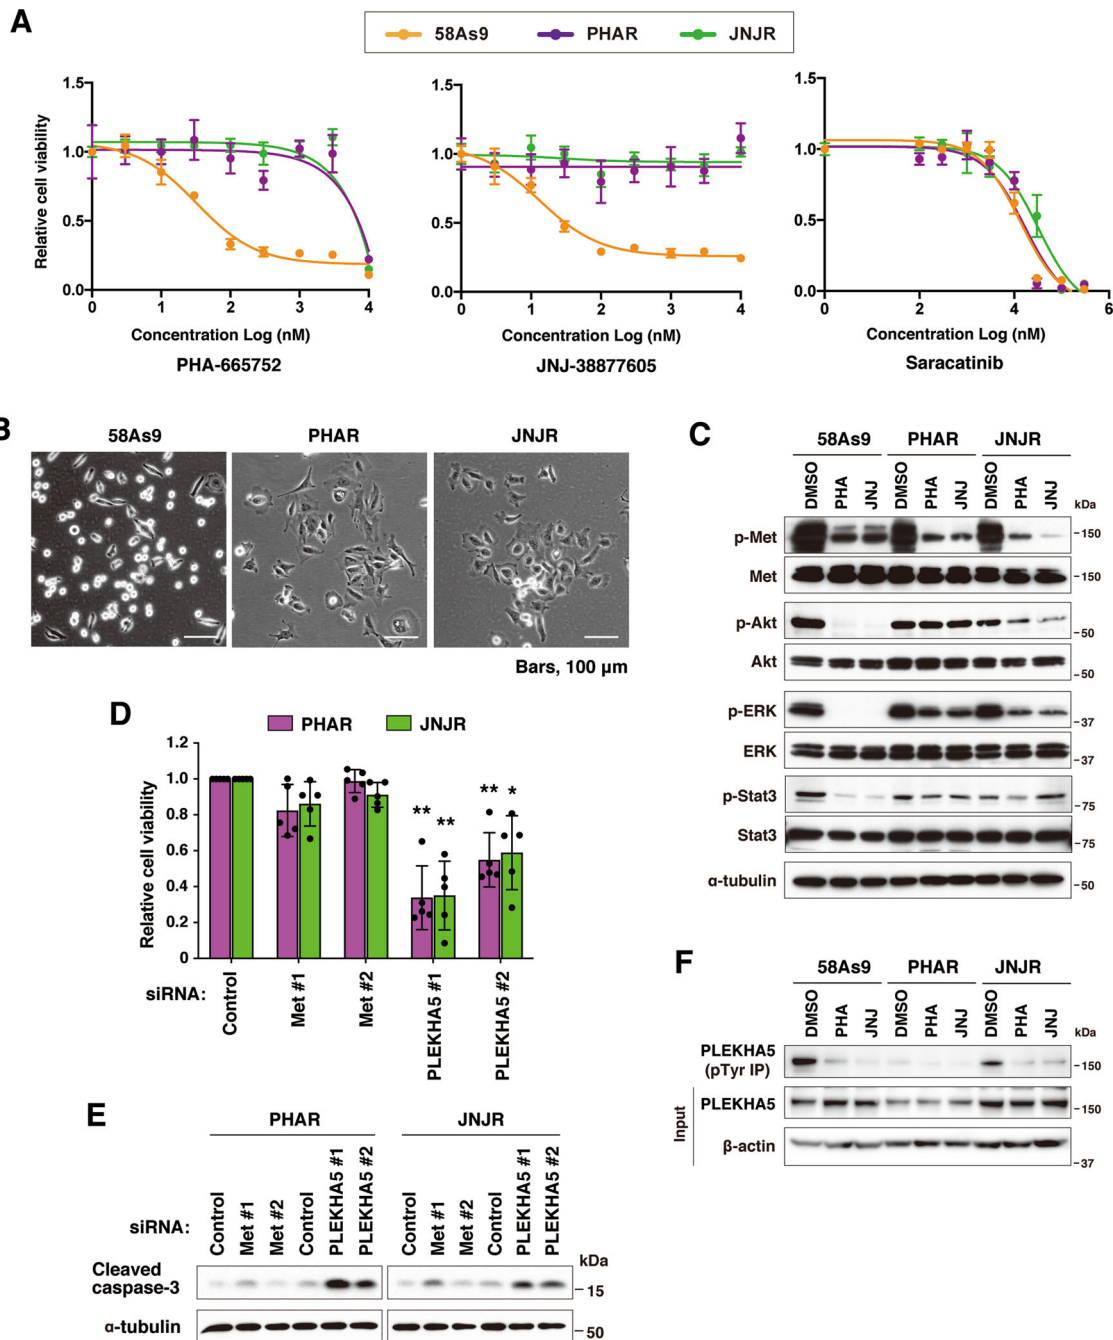 A
58As9 PHAR JNJR
Relative cell viability
1.5
1.0
0.5
0.0
0 1 2 3 4
Concentration Log (nM)
PHA-665752
1.5
1.0
0.5
0.0
0 1 2 3 4
Concentration Log (nM)
JNJ-38877605
1.5
1.0
0.5
0.0
0 2 4 6
Concentration Log (nM)
Saracatinib
B
58As9 PHAR JNJR
Bars, 100 μm
C
58As9 PHAR JNJR
DMSO PHA JNJ DMSO PHA JNJ DMSO PHA JNJ
kDa
p-Met 150
Met 150
p-Akt 50
Akt 50
p-ERK 37
ERK 37
p-Stat3 75
Stat3 75
α-tubulin 50
D
PHAR JNJR
Relative cell viability
1.2
1.0
0.8
0.6
0.4
0.2
0
** ** ** *
siRNA: Control Met #1 Met #2 PLEKHA5 #1 PLEKHA5 #2
E
PHAR JNJR
siRNA: Control Met #1 Met #2 Control PLEKHA5 #1 PLEKHA5 #2 Control Met #1 Met #2 Control PLEKHA5 #1 PLEKHA5 #2
kDa
Cleaved
caspase-3 15
α-tubulin 50
F
58As9 PHAR JNJR
DMSO PHA JNJ DMSO PHA JNJ DMSO PHA JNJ
kDa
PLEKHA5
(pTyr IP) 150
Input
PLEKHA5 150
β-actin
37